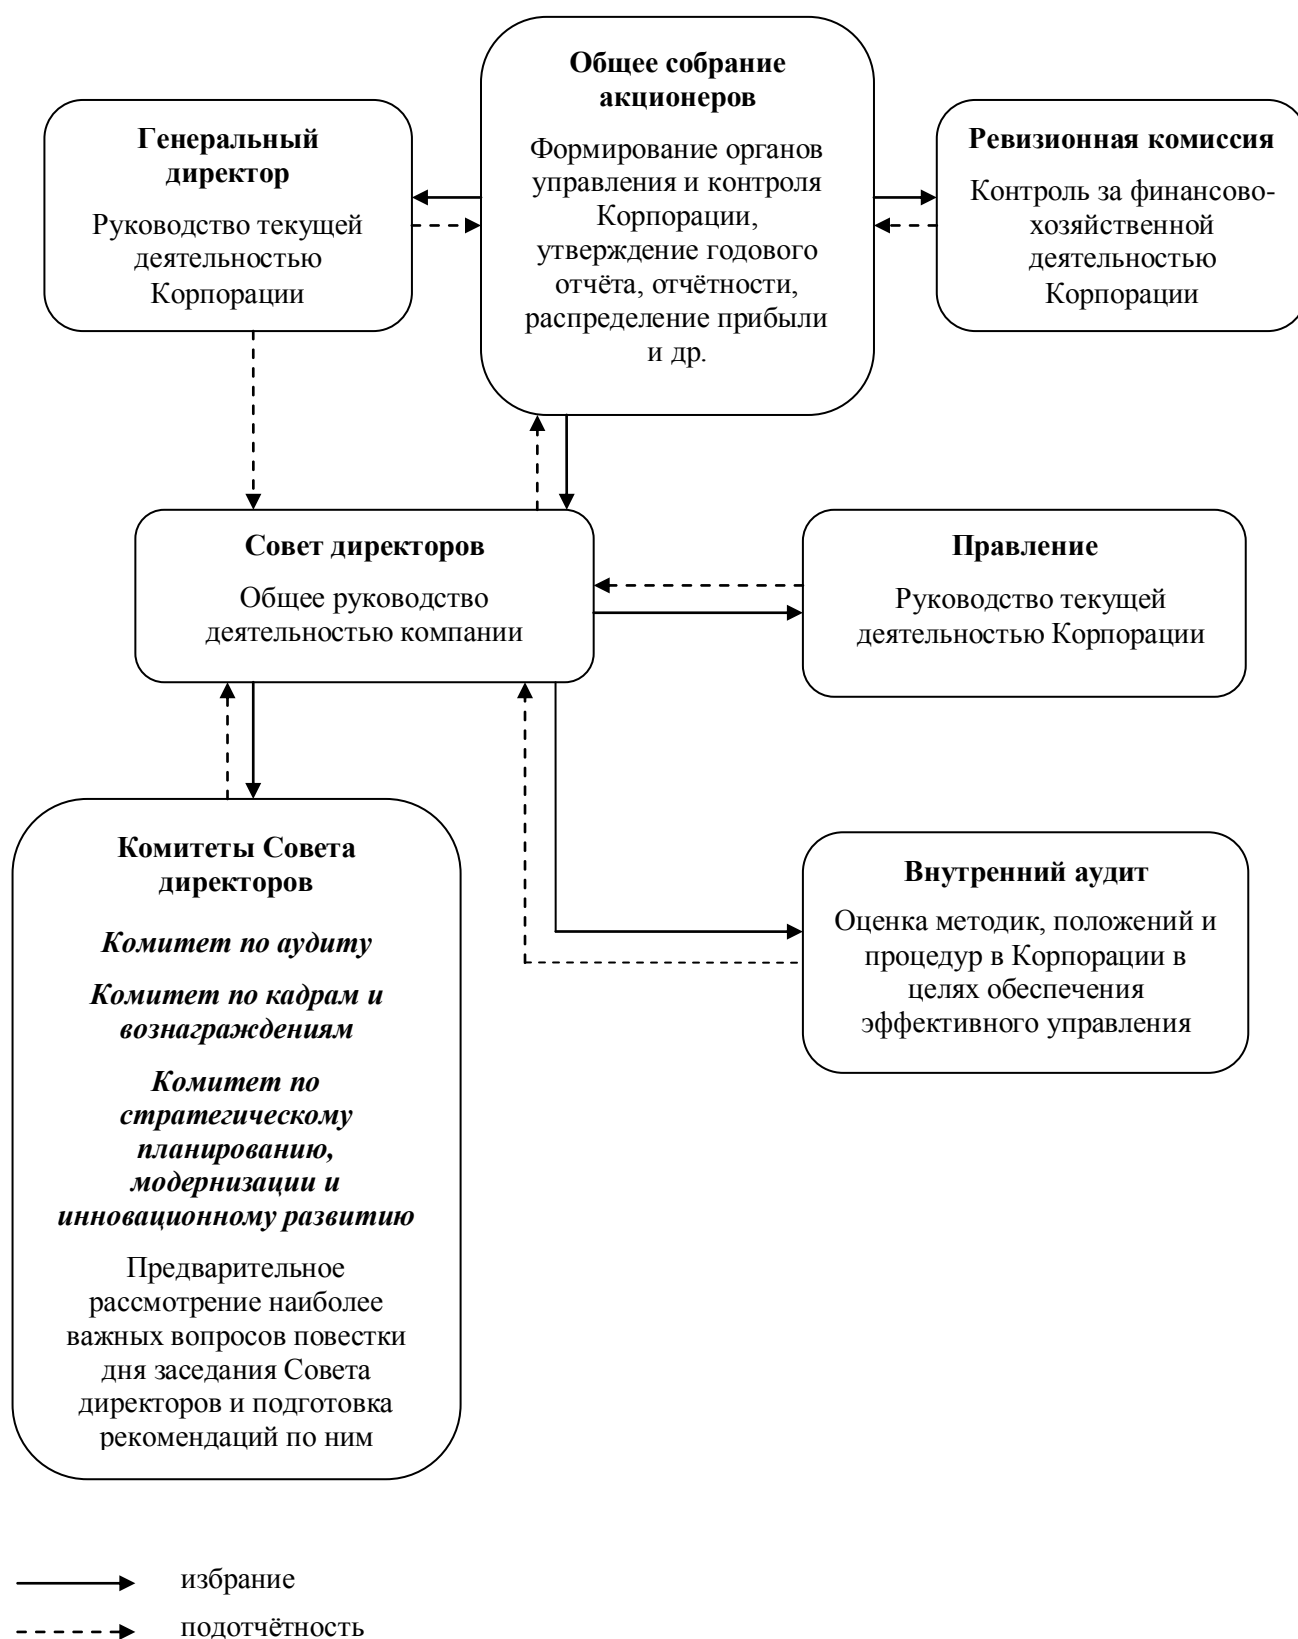 Общее собрание
акционеров
Формирование органов
управления и контроля
Корпорации,
утверждение годового
отчёта, отчётности,
распределение прибыли
и др.
Генеральный
директор
Руководство текущей
деятельностью
Корпорации
Ревизионная комиссия
Контроль за финансово-
хозяйственной
деятельностью
Корпорации
Совет директоров
Общее руководство
деятельностью компании
Правление
Руководство текущей
деятельностью Корпорации
Комитеты Совета
директоров
Комитет по аудиту
Комитет по кадрам и
вознаграждениям
Комитет по
стратегическому
планированию,
модернизации и
инновационному развитию
Предварительное
рассмотрение наиболее
важных вопросов повестки
дня заседания Совета
директоров и подготовка
рекомендаций по ним
Внутренний аудит
Оценка методик, положений и
процедур в Корпорации в
целях обеспечения
эффективного управления
избрание
подотчётность